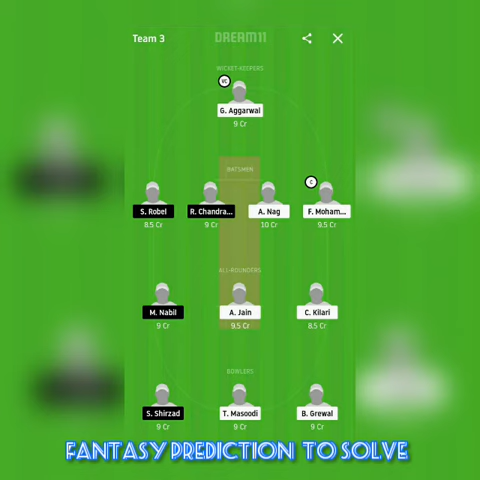 Team 3 DREAM11
WICKET-KEEPERS
VC
G. Aggarwal
9 Cr
BATSMEN
C
S. Robel R. Chandra... A. Nag F. Moham...
8.5 Cr 9 Cr 10 Cr 9.5 Cr
ALL-ROUNDERS
M. Nabil A. Jain C. Kilari
9 Cr 9.5 Cr 8.5 Cr
BOWLERS
S. Shirzad T. Masoodi B. Grewal
9 Cr 9 Cr 9 Cr
FANTASY PREDICTION TO SOLVE